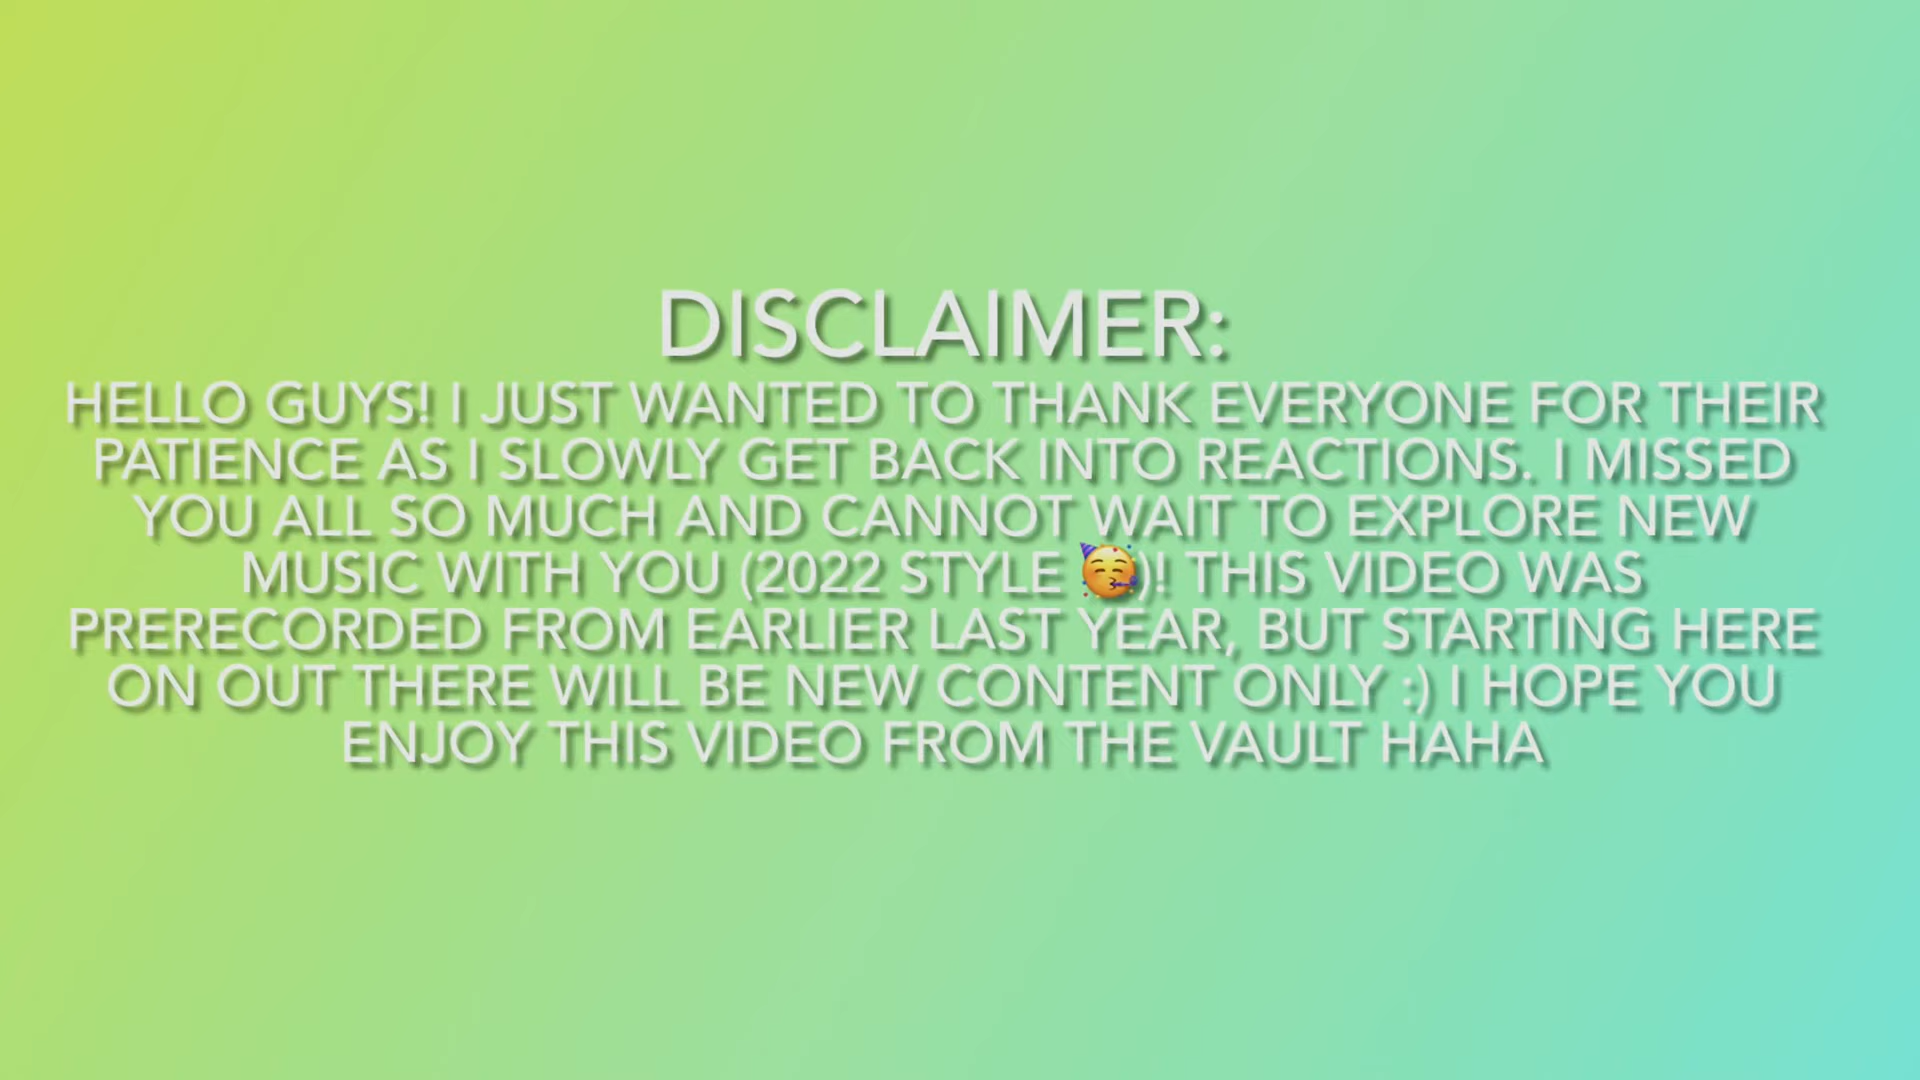 DISCLAIMER:
HELLO GUYS! I JUST WANTED TO THANK EVERYONE FOR THEIR
PATIENCE AS I SLOWLY GET BACK INTO REACTIONS. I MISSED
YOU ALL SO MUCH AND CANNOT WAIT TO EXPLORE NEW
MUSIC WITH YOU (2022 STYLE 🥳)! THIS VIDEO WAS
PRERECORDED FROM EARLIER LAST YEAR, BUT STARTING HERE
ON OUT THERE WILL BE NEW CONTENT ONLY :) I HOPE YOU
ENJOY THIS VIDEO FROM THE VAULT HAHA